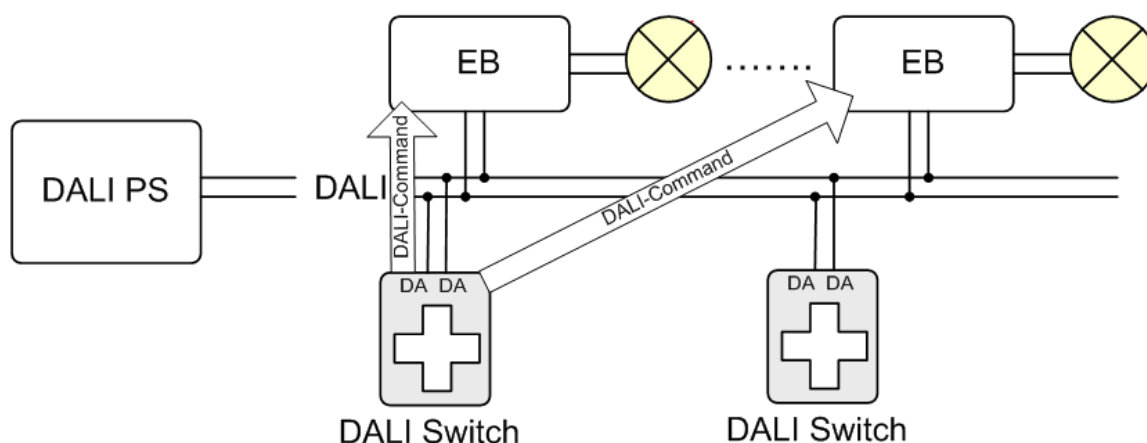 EB
EB
DALI PS
DALI
DALI-Command
DALI-Command
DA DA
DA DA
DALI Switch
DALI Switch